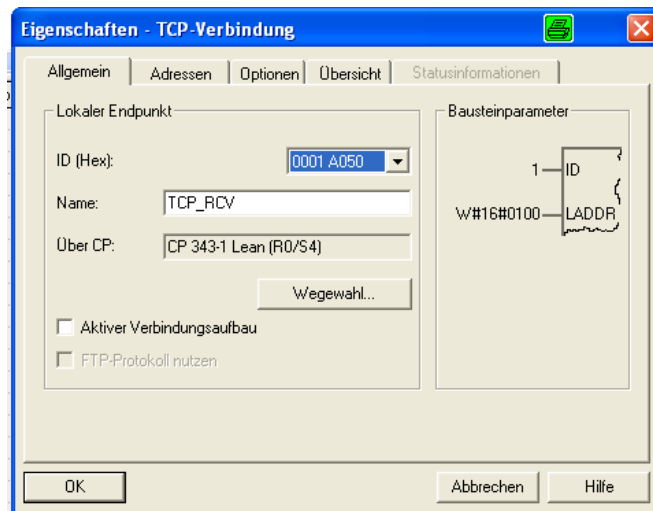 Eigenschaften - TCP-Verbindung
Allgemein
Adressen
Optionen
Übersicht
Statusinformationen
Lokaler Endpunkt
ID (Hex):
0001 A050
Name:
TCP_RCV
Über CP:
CP 343-1 Lean (R0/S4)
Wegewahl...
Aktiver Verbindungsaufbau
FTP-Protokoll nutzen
Bausteinparameter
1
ID
W#16#0100
LADDR
OK
Abbrechen
Hilfe